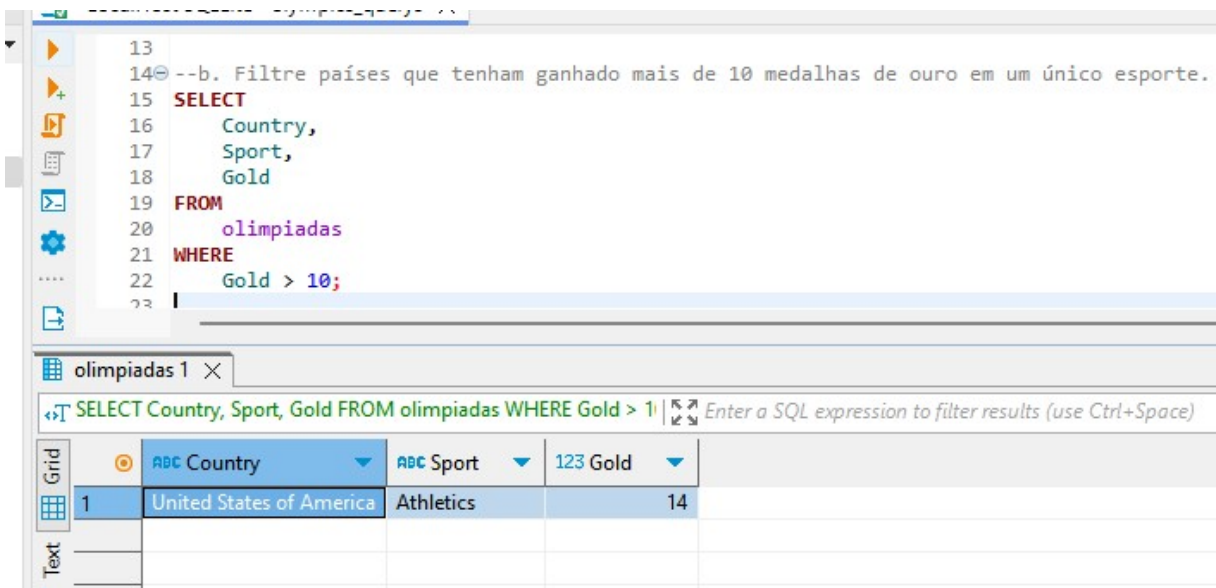 13
14 --b. Filtre países que tenham ganhado mais de 10 medalhas de ouro em um único esporte.
15 SELECT
16 Country,
17 Sport,
18 Gold
19 FROM
20 olimpiadas
21 WHERE
22 Gold > 10;
23
olimpiadas 1
SELECT Country, Sport, Gold FROM olimpiadas WHERE Gold > 1 Enter a SQL expression to filter results (use Ctrl+Space)
Grid
ABC Country ABC Sport 123 Gold
1 United States of America Athletics 14
Text